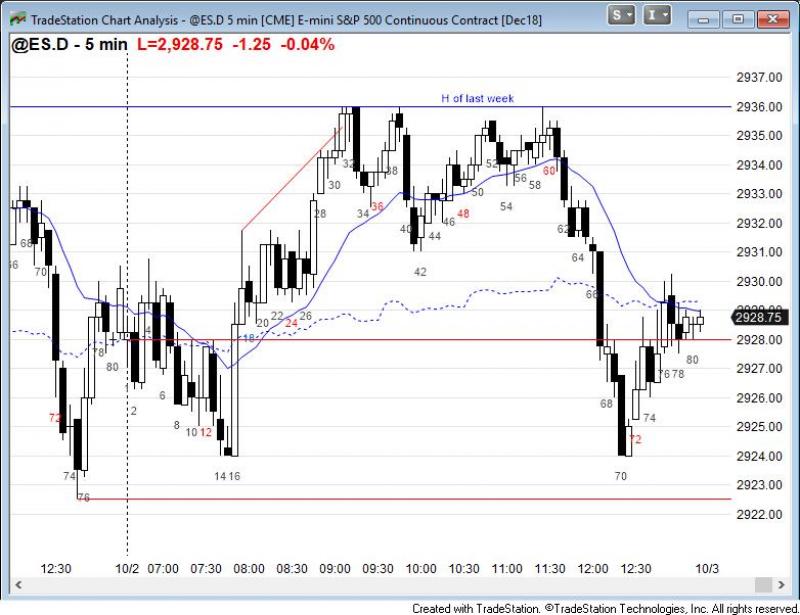 TradeStation Chart Analysis - @ES.D 5 min [CME] E-mini S&P 500 Continuous Contract [Dec18]
S I
@ES.D - 5 min L=2,928.75 -1.25 -0.04%
2937.00
H of last week
2936.00
2935.00
2934.00
2933.00
2932.00
2931.00
2930.00
2928.75
2928.00
2927.00
2926.00
2925.00
2924.00
2923.00
2922.00
66 68 70 72 74 76 78 80
2 4 6 8 10 12 14 16 18 20 22 24 26 28 30 32 34 36 38 40 42 44 46 48 50 52 54 56 58 60 62 64 66 68 70 72 74 76 78 80
12:30 10/2 07:00 07:30 08:00 08:30 09:00 09:30 10:00 10:30 11:00 11:30 12:00 12:30 10/3
Created with TradeStation. ©TradeStation Technologies, Inc. All rights reserved.